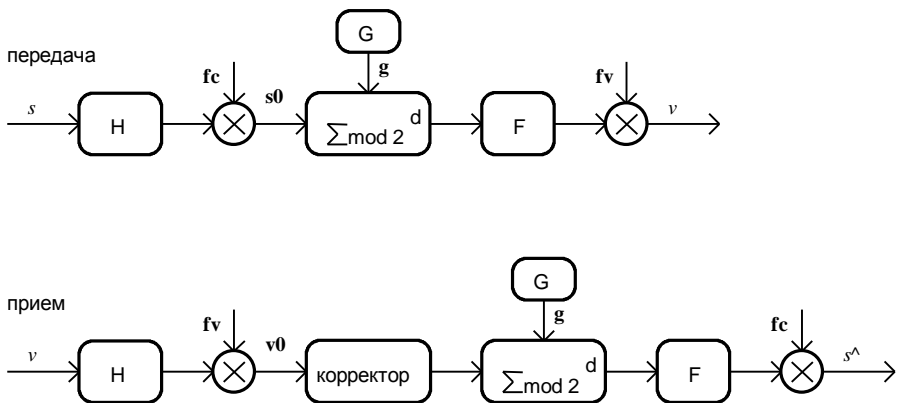 G
передача
g
fc
fv
s
s0
v
H
d
∑mod 2
F
G
прием
g
fv
fc
v
v0
s^
H
корректор
d
∑mod 2
F